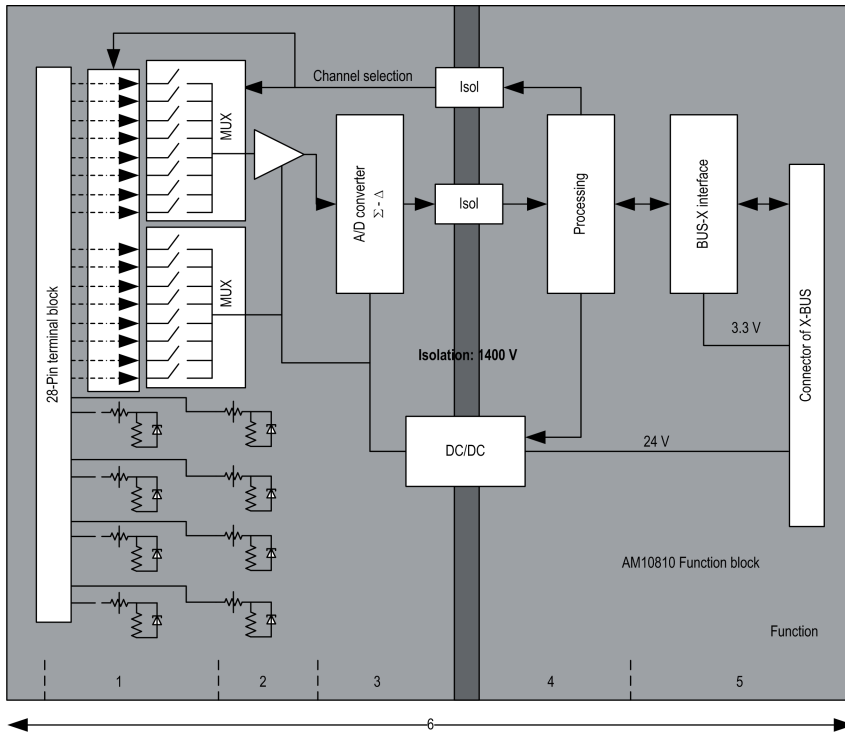 Channel selection
Isol
MUX
A/D converter
Σ - Δ
Isol
Processing
BUS-X interface
MUX
28-Pin terminal block
3.3 V
Connector of X-BUS
Isolation: 1400 V
DC/DC
24 V
AM10810 Function block
Function
1
2
3
4
5
6